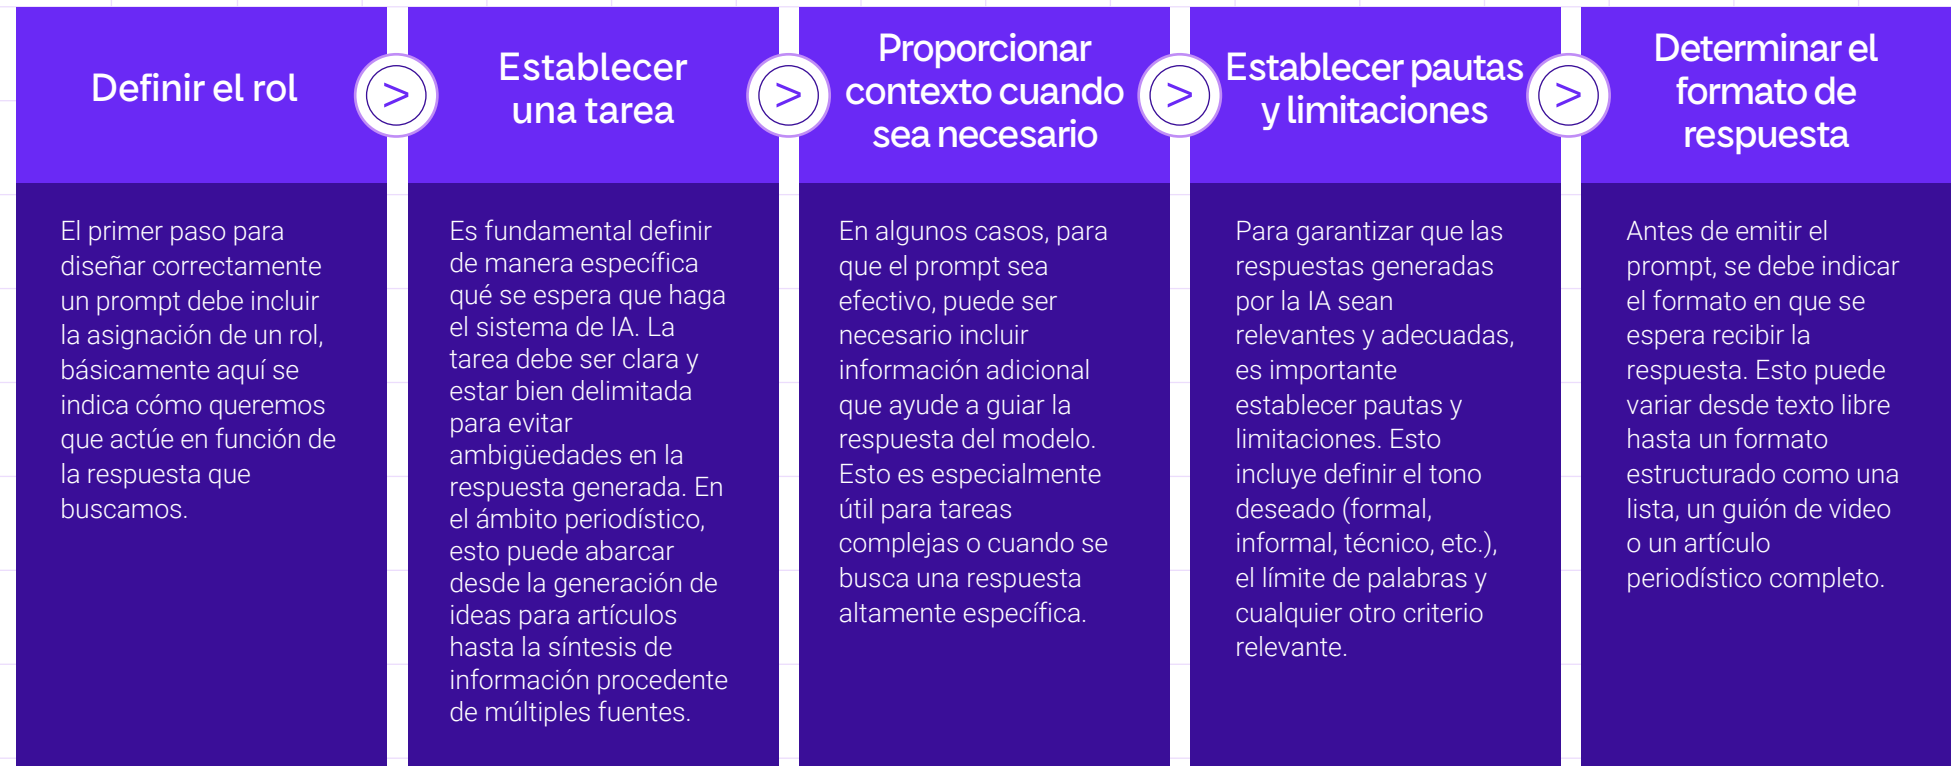 Definir el rol
>
Establecer
una tarea
>
Proporcionar
contexto cuando
sea necesario
>
Establecer pautas
y limitaciones
>
Determinar el
formato de
respuesta
El primer paso para
diseñar correctamente
un prompt debe incluir
la asignación de un rol,
básicamente aquí se
indica cómo queremos
que actúe en función de
la respuesta que
buscamos.
Es fundamental definir
de manera específica
qué se espera que haga
el sistema de IA. La
tarea debe ser clara y
estar bien delimitada
para evitar
ambigüedades en la
respuesta generada. En
el ámbito periodístico,
esto puede abarcar
desde la generación de
ideas para artículos
hasta la síntesis de
información procedente
de múltiples fuentes.
En algunos casos, para
que el prompt sea
efectivo, puede ser
necesario incluir
información adicional
que ayude a guiar la
respuesta del modelo.
Esto es especialmente
útil para tareas
complejas o cuando se
busca una respuesta
altamente específica.
Para garantizar que las
respuestas generadas
por la IA sean
relevantes y adecuadas,
es importante
establecer pautas y
limitaciones. Esto
incluye definir el tono
deseado (formal,
informal, técnico, etc.),
el límite de palabras y
cualquier otro criterio
relevante.
Antes de emitir el
prompt, se debe indicar
el formato en que se
espera recibir la
respuesta. Esto puede
variar desde texto libre
hasta un formato
estructurado como una
lista, un guión de video
o un artículo
periodístico completo.